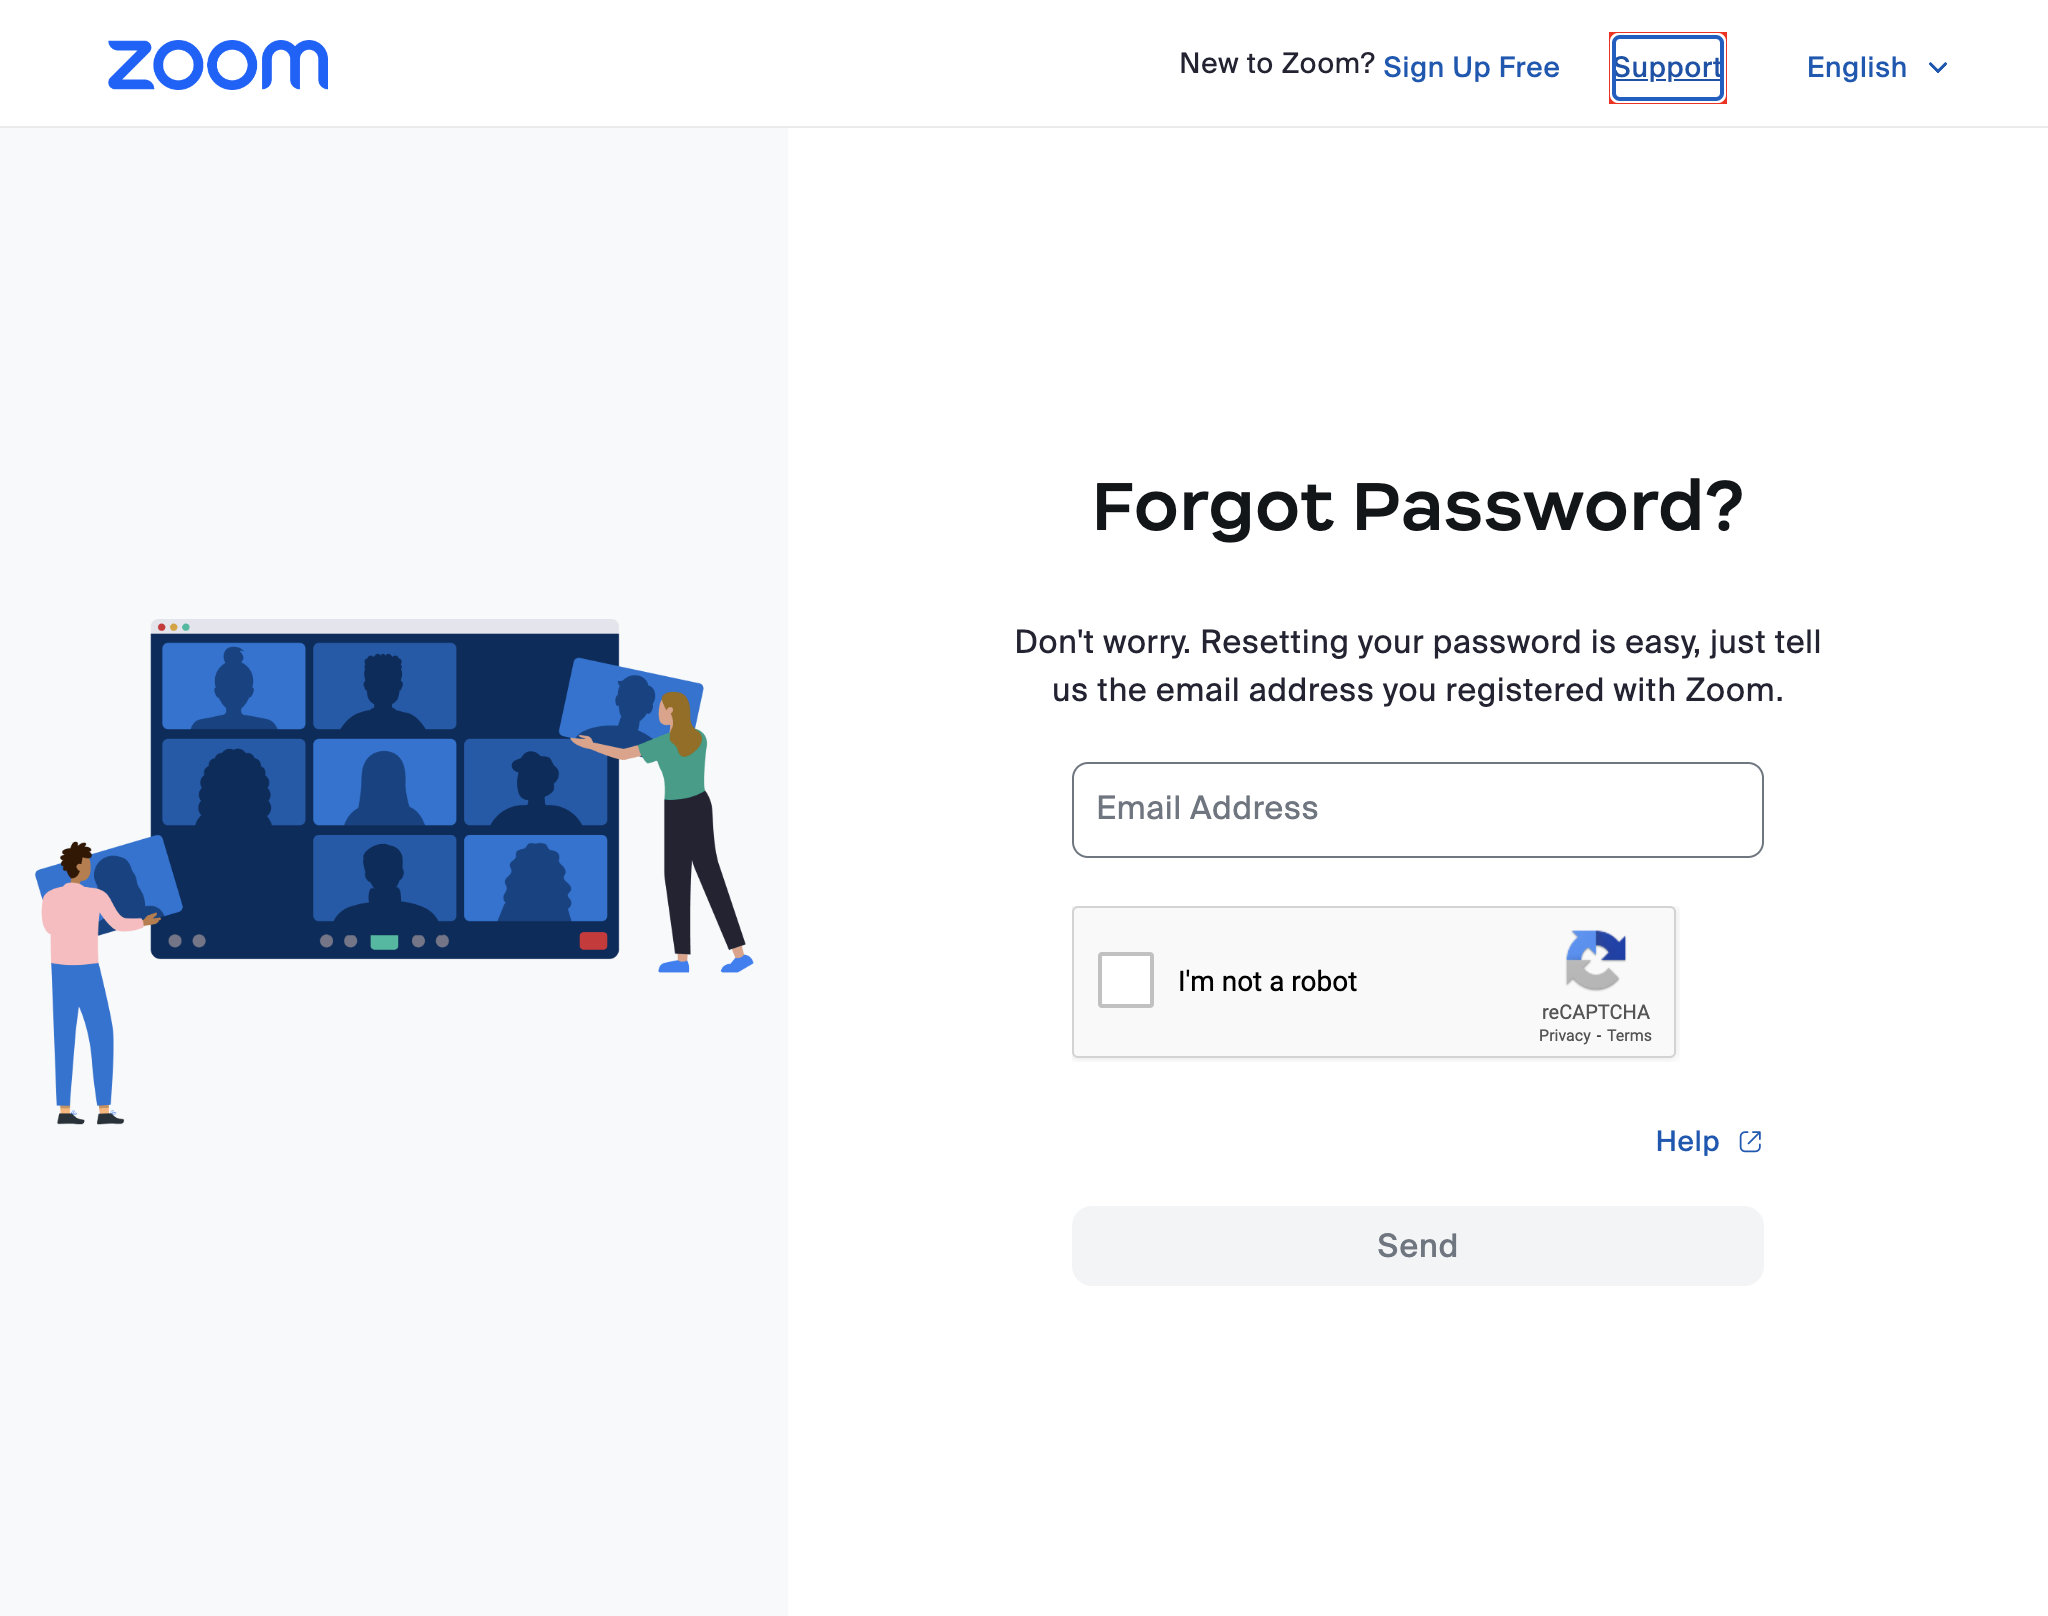 zoom
New to Zoom? Sign Up Free Support English
Forgot Password?
Don't worry. Resetting your password is easy, just tell
us the email address you registered with Zoom.
Email Address
I'm not a robot
reCAPTCHA
Privacy - Terms
Help
Send